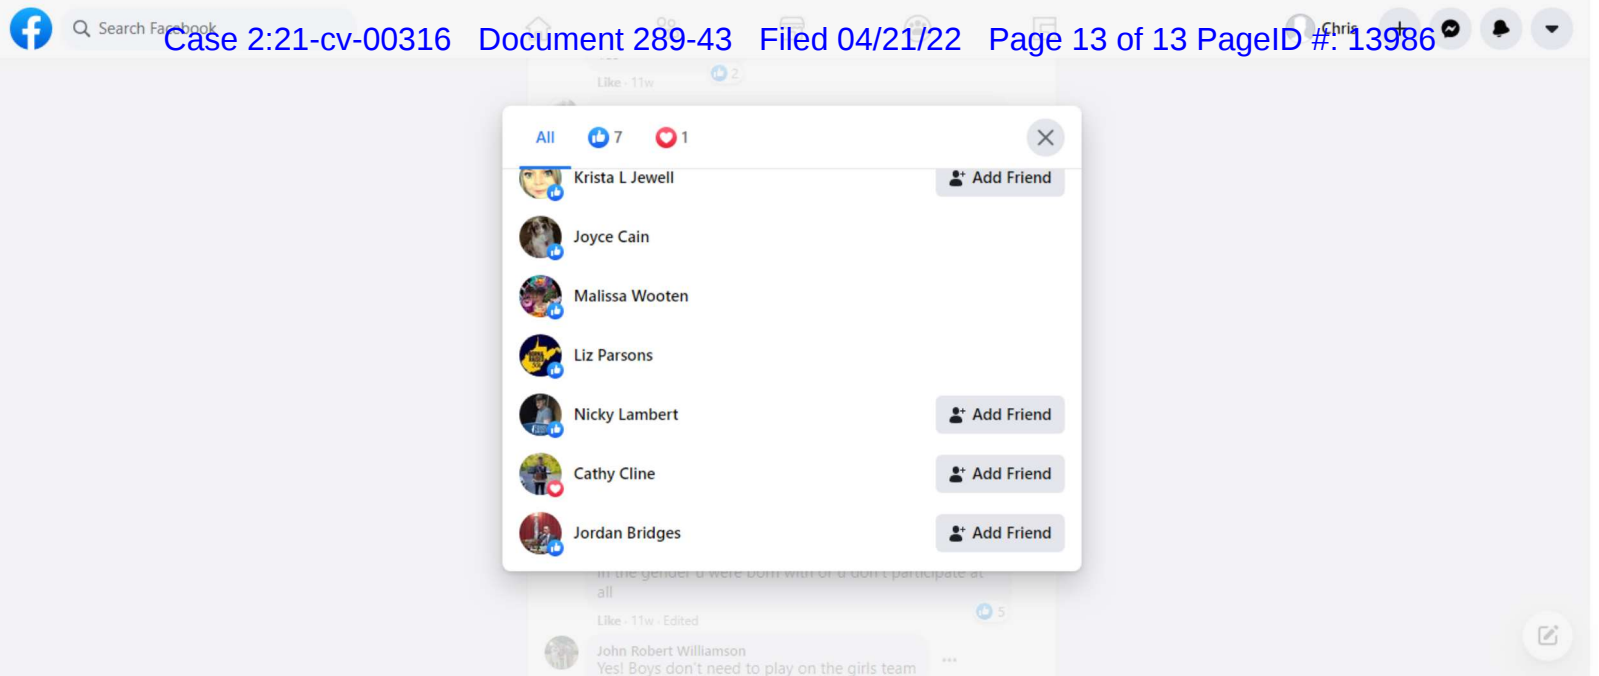 Search Facebook
Case 2:21-cv-00316 Document 289-43 Filed 04/21/22 Page 13 of 13 PageID #: 13986
Chris
2
Like · 11w
All 7 1
Krista L Jewell Add Friend
Joyce Cain
Malissa Wooten
Liz Parsons
Nicky Lambert Add Friend
Cathy Cline Add Friend
Jordan Bridges Add Friend
in the gender u were born with or u don't participate at
all
5
Like · 11w · Edited
John Robert Williamson
Yes! Boys don't need to play on the girls team